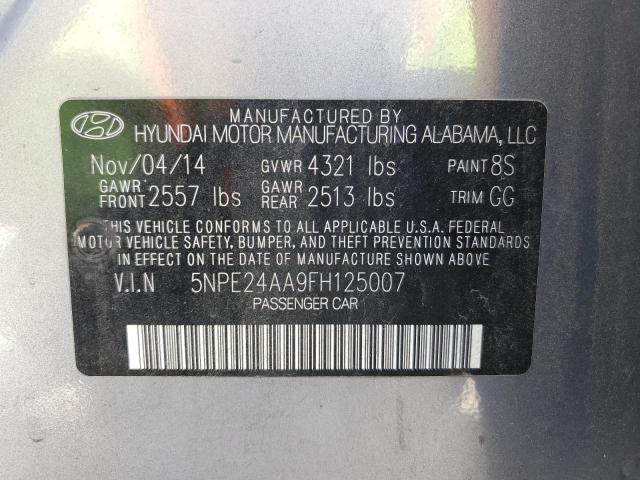 MANUFACTURED BY
HYUNDAI MOTOR MANUFACTURING ALABAMA, LLC
Nov/04/14 GVWR 4321 lbs PAINT 8S
GAWR FRONT 2557 lbs GAWR REAR 2513 lbs TRIM GG
THIS VEHICLE CONFORMS TO ALL APPLICABLE U.S.A. FEDERAL
MOTOR VEHICLE SAFETY, BUMPER, AND THEFT PREVENTION STANDARDS
IN EFFECT ON THE DATE OF MANUFACTURE SHOWN ABOVE.
V.I.N 5NPE24AA9FH125007
PASSENGER CAR